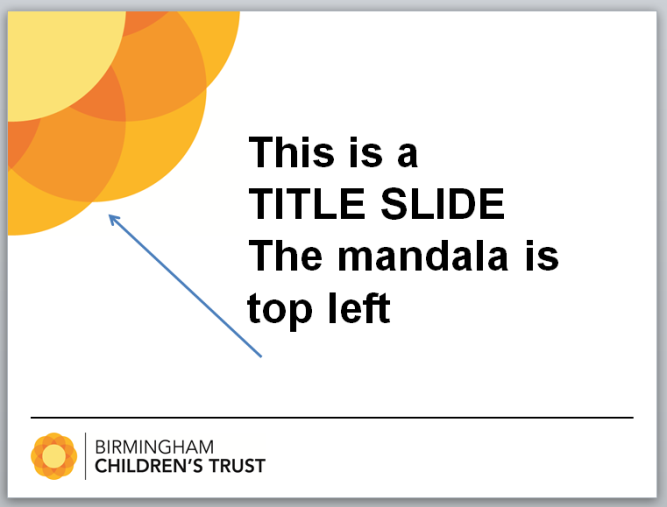 This is a
TITLE SLIDE
The mandala is
top left
BIRMINGHAM
CHILDREN'S TRUST